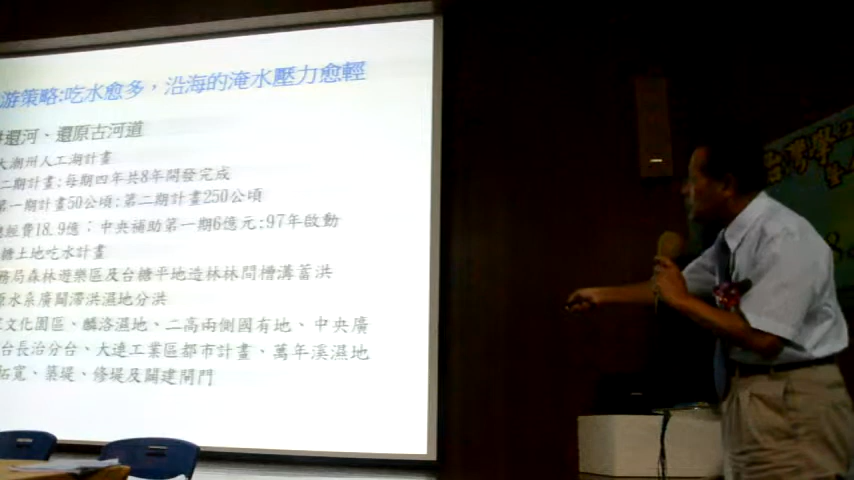 游策略:吃水愈多，沿海的淹水壓力愈輕
還河、還原古河道
大潮州人工湖計畫
二期計畫;每期四年共8年開發完成
第一期計畫50公頃;第二期計畫250公頃
經費18.9億；中央補助第一期6億元;97年啟動
糖土地吃水計畫
務局森林遊樂區及台糖平地造林林間槽溝蓄洪
原水泉廣闢滯洪濕地分洪
文化園區、麟洛濕地、二高兩側國有地、中央廣
台長治分台、大連工業區都市計畫、萬年溪濕地
拓寬、築堤、修堤及闢建閘門
台灣學